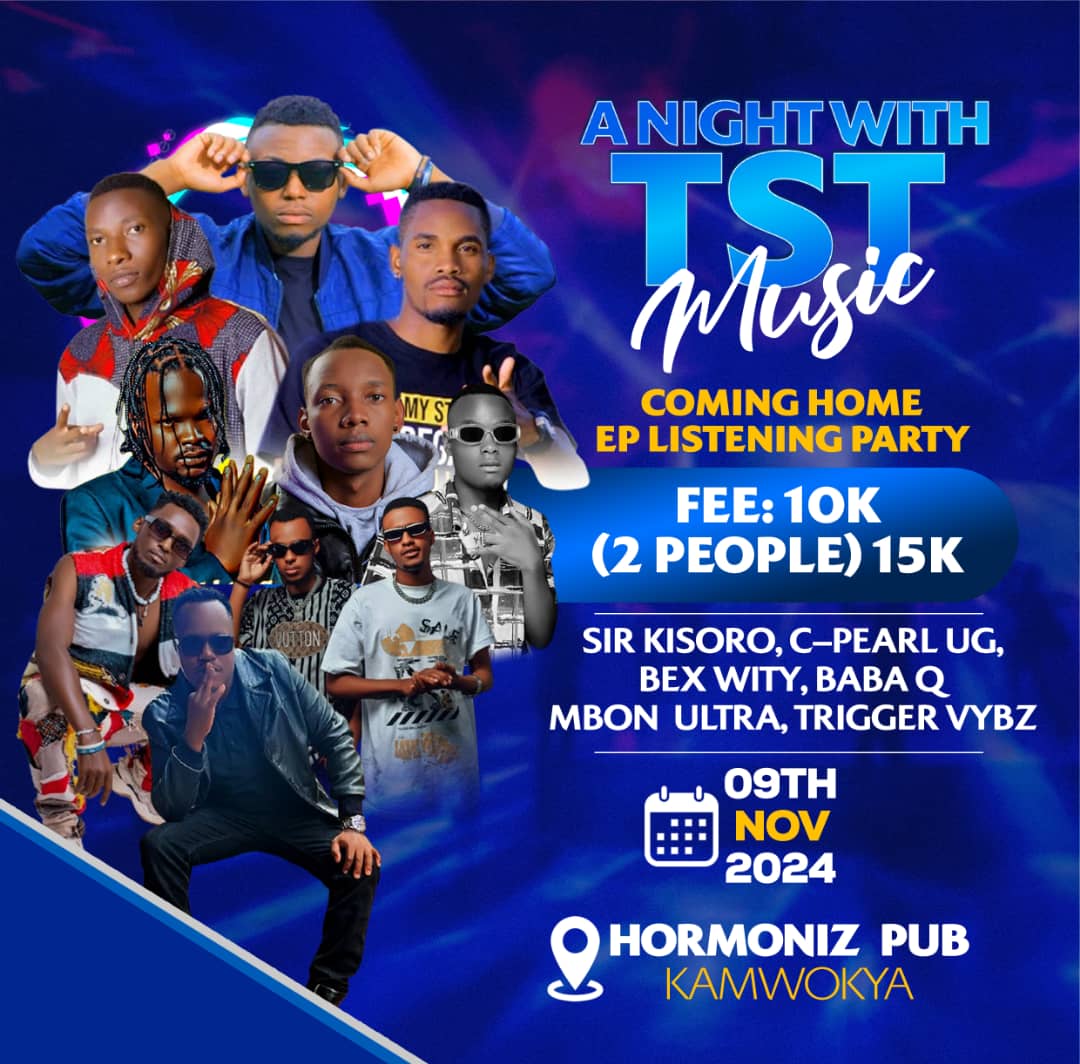 A NIGHT WITH
TST
Music
COMING HOME
EP LISTENING PARTY
FEE: 10K
(2 PEOPLE) 15K
SIR KISORO, C-PEARL UG,
BEX WITY, BABA Q
MBON ULTRA, TRIGGER VYBZ
09TH
NOV
2024
HORMONIZ PUB
KAMWOKYA
MY